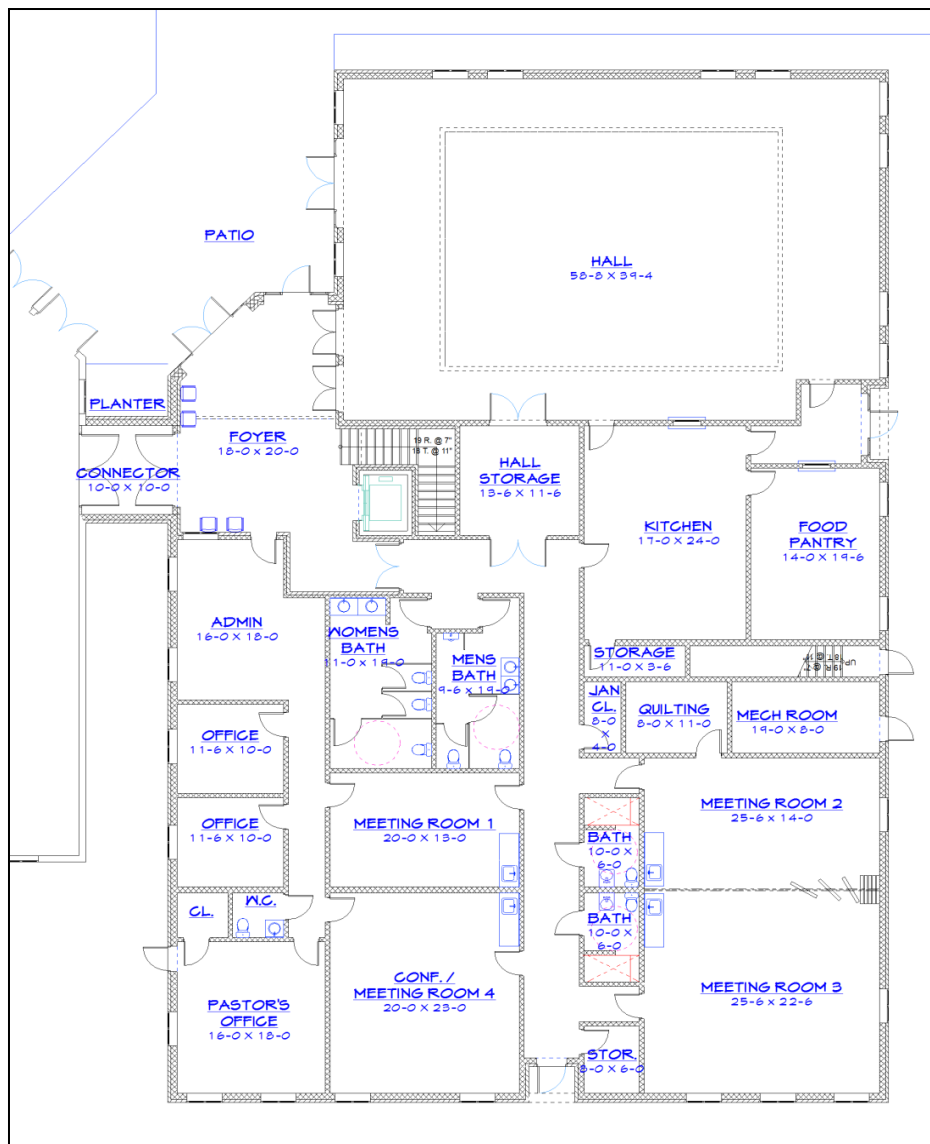 PATIO
HALL
58-8 X 39-4
PLANTER
FOYER
18-0 X 20-0
19 R. @ 7"
18 T. @ 11"
CONNECTOR
10-0 X 10-0
HALL
STORAGE
13-6 X 11-6
KITCHEN
17-0 X 24-0
FOOD
PANTRY
14-0 X 19-6
ADMIN
16-0 X 18-0
WOMENS
BATH
11-0 X 19-0
MENS
BATH
9-6 X 19-0
STORAGE
11-0 X 3-6
UP
19 R. @ 7"
18 T. @ 11"
JAN
CL.
8-0
X
4-0
QUILTING
8-0 X 11-0
MECH ROOM
19-0 X 8-0
OFFICE
11-6 X 10-0
MEETING ROOM 1
20-0 X 13-0
MEETING ROOM 2
25-6 X 14-0
OFFICE
11-6 X 10-0
BATH
10-0 X
6-0
CL.
W.C.
BATH
10-0 X
6-0
PASTOR'S
OFFICE
16-0 X 18-0
CONF. /
MEETING ROOM 4
20-0 X 23-0
MEETING ROOM 3
25-6 X 22-6
STOR.
8-0 X 6-0